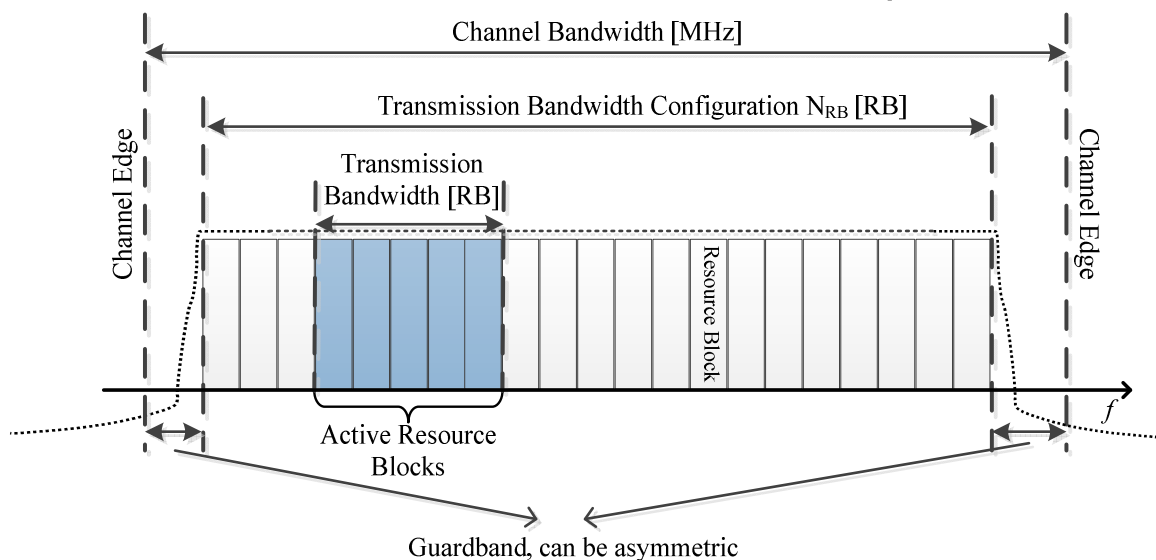 Channel Bandwidth [MHz]
Transmission Bandwidth Configuration NRB [RB]
Channel Edge
Transmission
Bandwidth [RB]
Channel Edge
Resource Block
f
Active Resource
Blocks
Guardband, can be asymmetric